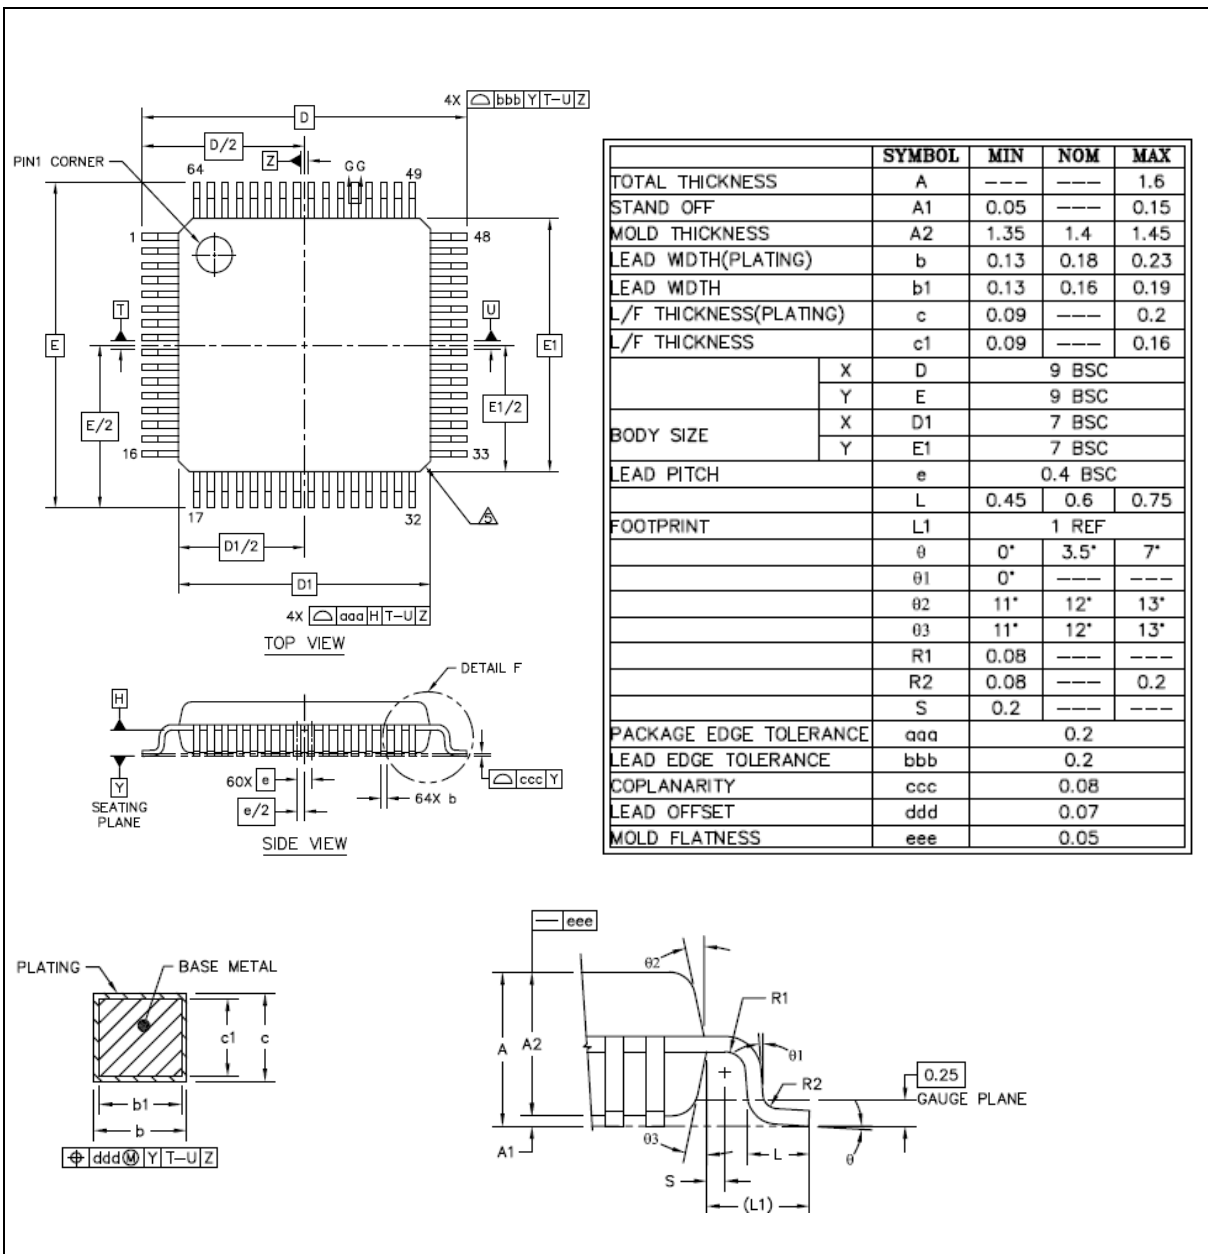 4X bbb Y T-U Z
D
D/2
Z
PIN1 CORNER
G G
64
49
1
48
T
U
E
E1
E/2
E1/2
16
33
17
32
5
D1/2
D1
4X aaa H T-U Z
TOP VIEW
DETAIL F
H
Y
SEATING
PLANE
60X e
e/2
64X b
ccc Y
SIDE VIEW
SYMBOL MIN NOM MAX
TOTAL THICKNESS A --- --- 1.6
STAND OFF A1 0.05 --- 0.15
MOLD THICKNESS A2 1.35 1.4 1.45
LEAD WIDTH(PLATING) b 0.13 0.18 0.23
LEAD WIDTH b1 0.13 0.16 0.19
L/F THICKNESS(PLATING) c 0.09 --- 0.2
L/F THICKNESS c1 0.09 --- 0.16
X D 9 BSC
Y E 9 BSC
BODY SIZE X D1 7 BSC
Y E1 7 BSC
LEAD PITCH e 0.4 BSC
L 0.45 0.6 0.75
FOOTPRINT L1 1 REF
θ 0° 3.5° 7°
θ1 0° --- ---
θ2 11° 12° 13°
θ3 11° 12° 13°
R1 0.08 --- ---
R2 0.08 --- 0.2
S 0.2 --- ---
PACKAGE EDGE TOLERANCE aaa 0.2
LEAD EDGE TOLERANCE bbb 0.2
COPLANARITY ccc 0.08
LEAD OFFSET ddd 0.07
MOLD FLATNESS eee 0.05
PLATING
BASE METAL
c1
c
b1
b
⌖ ddd Ⓜ Y T-U Z
eee
θ2
R1
A
A2
θ1
R2
0.25
GAUGE PLANE
A1
θ3
L
θ
S
(L1)